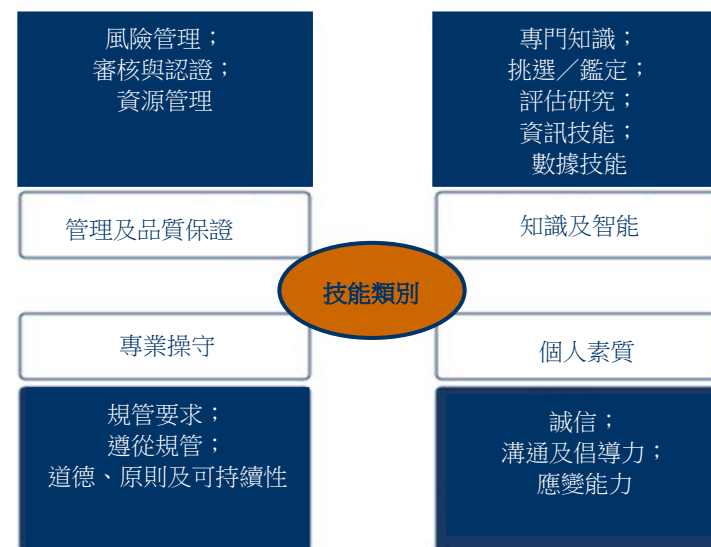 風險管理；
審核與認證；
資源管理
管理及品質保證
專門知識；
挑選／鑑定；
評估研究；
資訊技能；
數據技能
知識及智能
技能類別
專業操守
規管要求；
遵從規管；
道德、原則及可持續性
個人素質
誠信；
溝通及倡導力；
應變能力